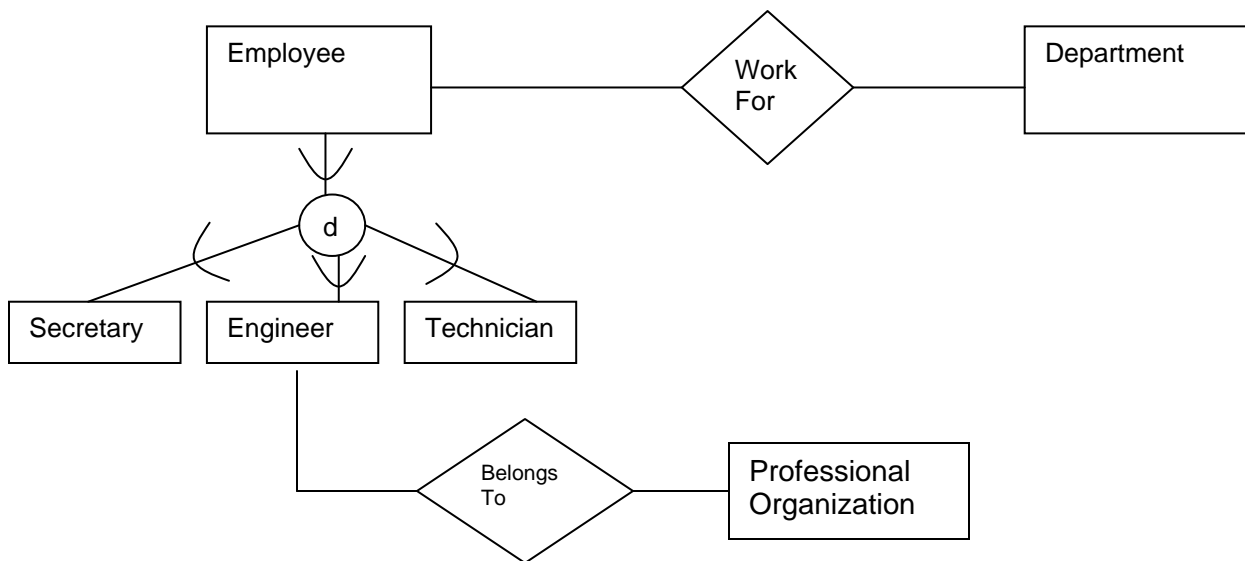 Employee
Work
For
Department
d
Secretary
Engineer
Technician
Belongs
To
Professional
Organization